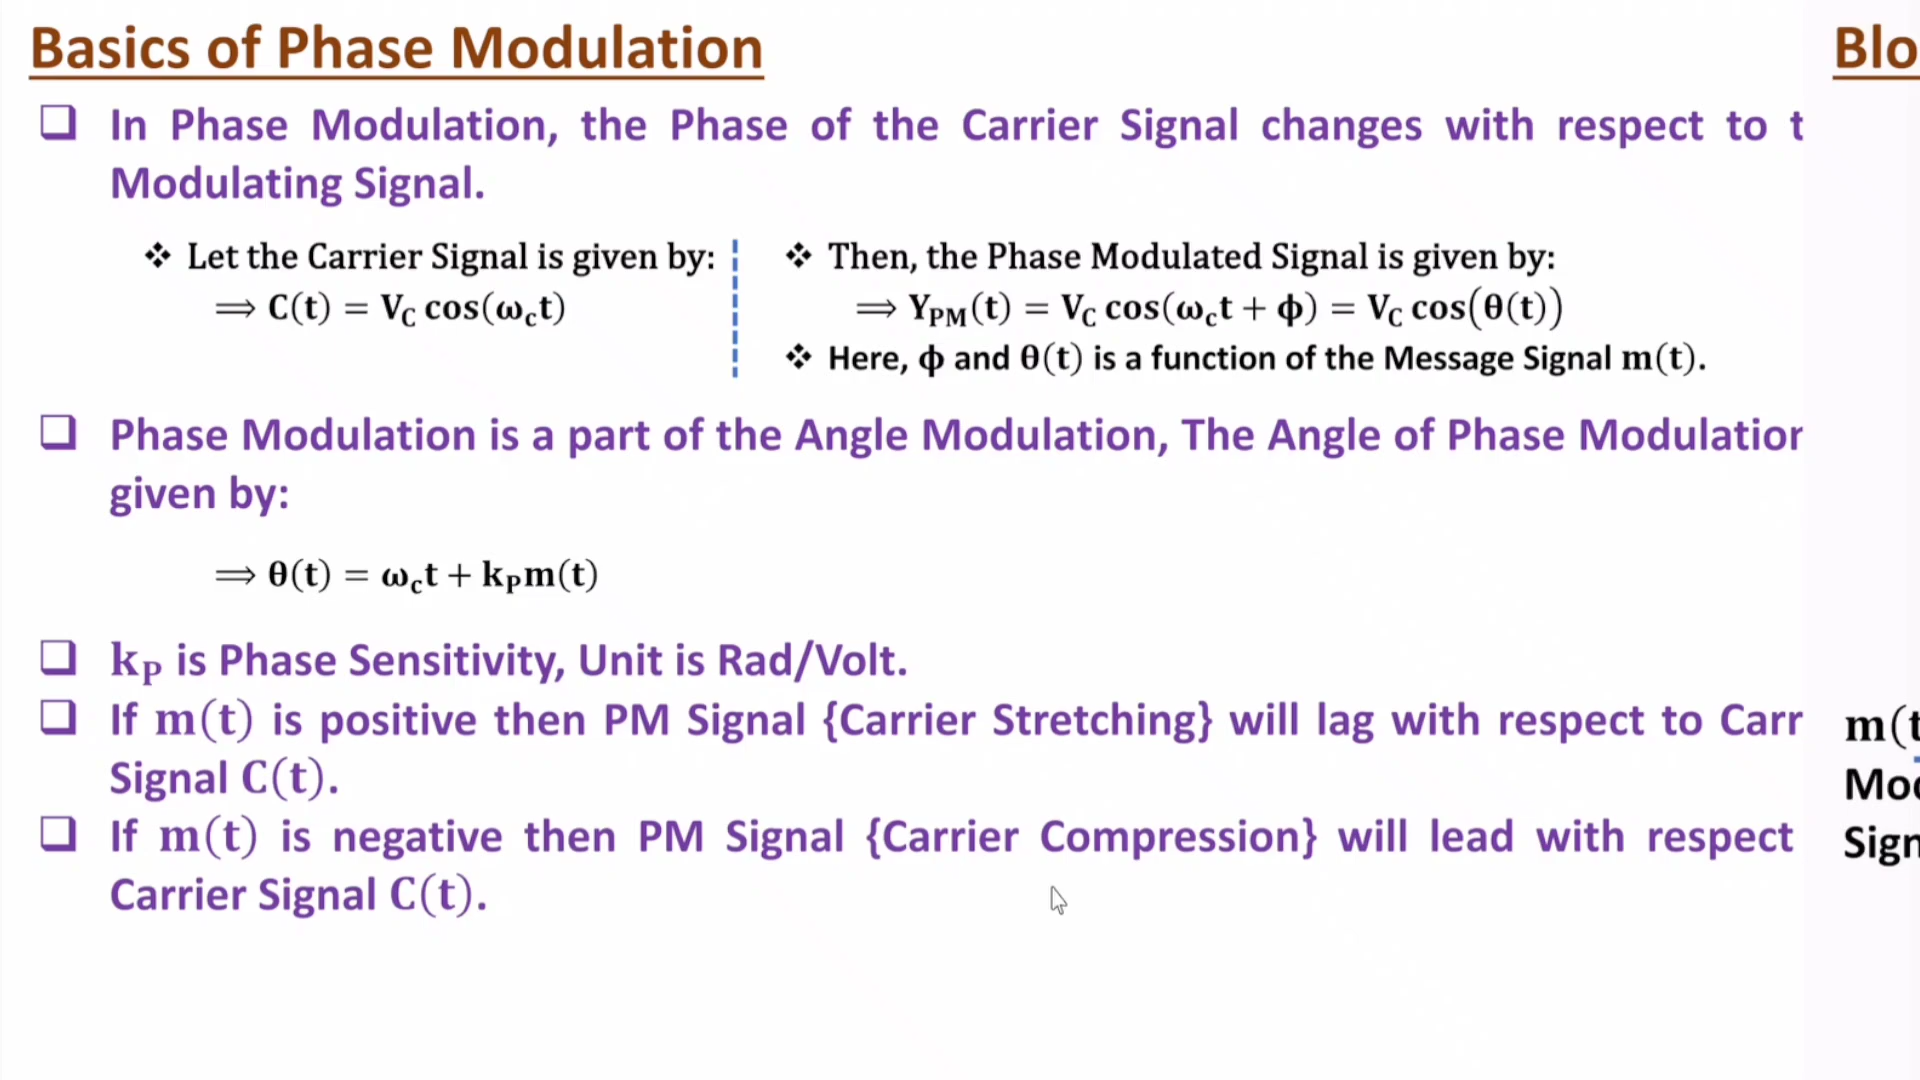 Basics of Phase Modulation
Blo
❑ In Phase Modulation, the Phase of the Carrier Signal changes with respect to t
Modulating Signal.
❖ Let the Carrier Signal is given by:
⟹ C(t) = V_C cos(ω_c t)
❖ Then, the Phase Modulated Signal is given by:
⟹ Y_PM(t) = V_C cos(ω_c t + ϕ) = V_C cos(θ(t))
❖ Here, ϕ and θ(t) is a function of the Message Signal m(t).
❑ Phase Modulation is a part of the Angle Modulation, The Angle of Phase Modulation
given by:
⟹ θ(t) = ω_c t + k_P m(t)
❑ k_P is Phase Sensitivity, Unit is Rad/Volt.
❑ If m(t) is positive then PM Signal {Carrier Stretching} will lag with respect to Carr
Signal C(t).
❑ If m(t) is negative then PM Signal {Carrier Compression} will lead with respect
Carrier Signal C(t).
m(t
Mod
Sign